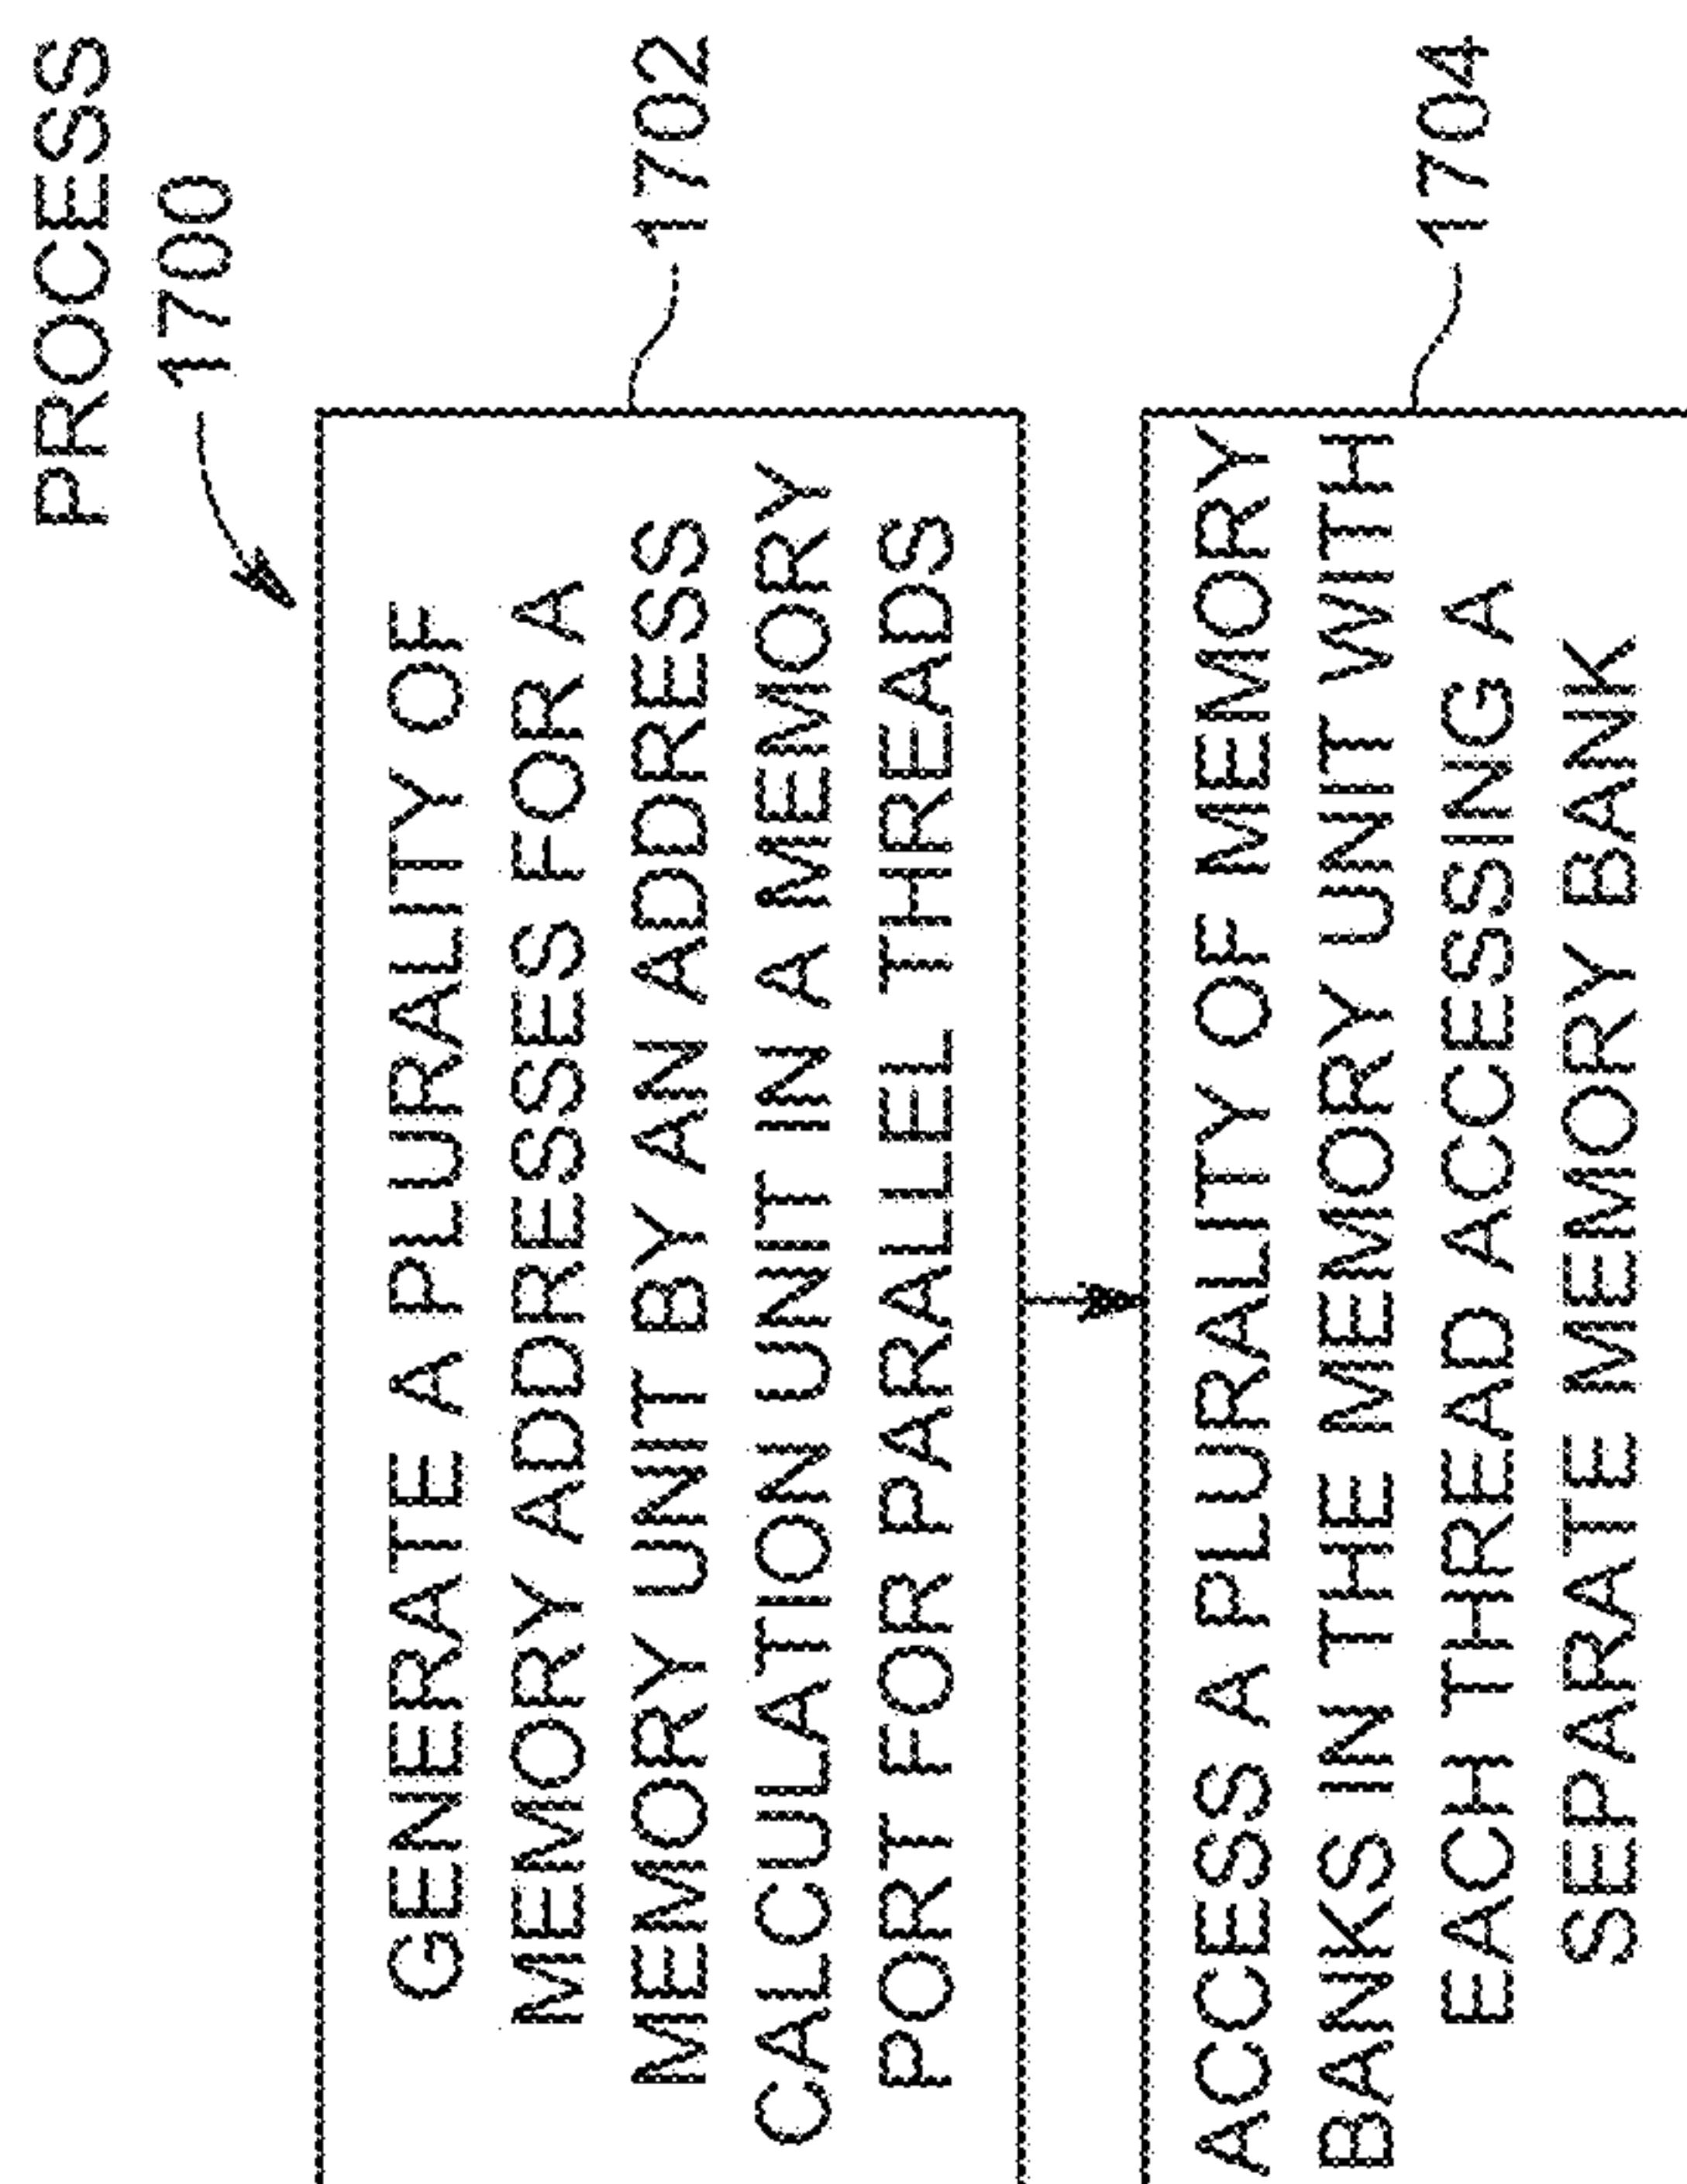 PROCESS
1700
GENERATE A PLURALITY OF
MEMORY ADDRESSES FOR A
MEMORY UNIT BY AN ADDRESS
CALCULATION UNIT IN A MEMORY
PORT FOR PARALLEL THREADS
1702
ACCESS A PLURALITY OF MEMORY
BANKS IN THE MEMORY UNIT WITH
EACH THREAD ACCESSING A
SEPARATE MEMORY BANK
1704